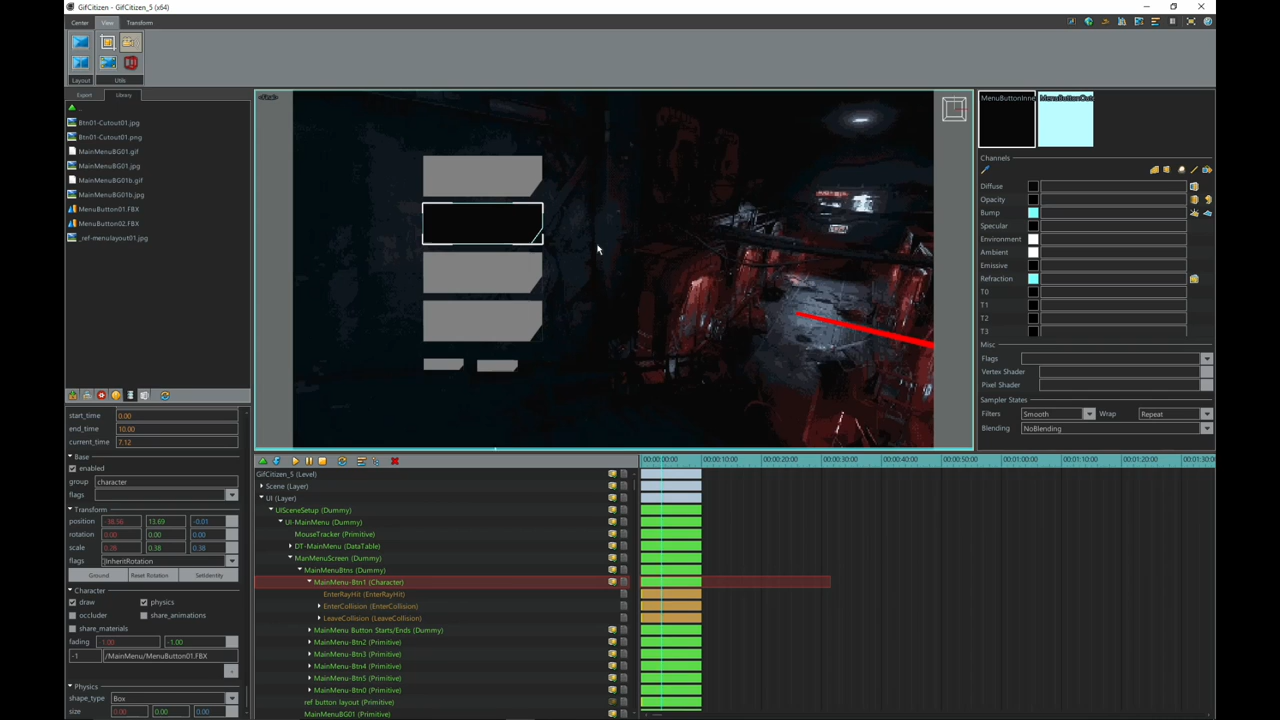 GifCitizen - GifCitizen_5 (x64)
Center View Transform
Layout Utils
Export Library
Btn01-Cutout01.jpg
Btn01-Cutout01.png
MainMenuBG01.gif
MainMenuBG01.jpg
MainMenuBG01b.gif
MainMenuBG01b.jpg
MenuButton01.FBX
MenuButton02.FBX
_ref-menulayout01.jpg
start_time 0.00
end_time 10.00
current_time 7.12
Base
enabled
group character
flags
Transform
position -38.56 13.69 -0.01
rotation 0.00 0.00 0.00
scale 0.28 0.38 0.38
flags InheritRotation
Ground Reset Rotation SetIdentity
Character
draw physics
occluder share_animations
share_materials
fading -1.00 -1.00
-1 /MainMenu/MenuButton01.FBX
Physics
shape_type Box
size 0.00 0.00 0.00
00:00:00:00 00:00:10:00 00:00:20:00 00:00:30:00 00:00:40:00 00:00:50:00 00:01:00:00 00:01:10:00 00:01:20:00 00:01:30:00
GifCitizen_5 (Level)
Scene (Layer)
UI (Layer)
UISceneSetup (Dummy)
UI-MainMenu (Dummy)
MouseTracker (Primitive)
DT-MainMenu (DataTable)
ManMenuScreen (Dummy)
MainMenuBtns (Dummy)
MainMenu-Btn1 (Character)
EnterRayHit (EnterRayHit)
EnterCollision (EnterCollision)
LeaveCollision (LeaveCollision)
MainMenu Button Starts/Ends (Dummy)
MainMenu-Btn2 (Primitive)
MainMenu-Btn3 (Primitive)
MainMenu-Btn4 (Primitive)
MainMenu-Btn5 (Primitive)
MainMenu-Btn0 (Primitive)
ref button layout (Primitive)
MainMenuBG01 (Primitive)
MenuButtonInne MenuButtonOut
Channels
Diffuse
Opacity
Bump
Specular
Environment
Ambient
Emissive
Refraction
T0
T1
T2
T3
Misc
Flags
Vertex Shader
Pixel Shader
Sampler States
Filters Smooth Wrap Repeat
Blending NoBlending